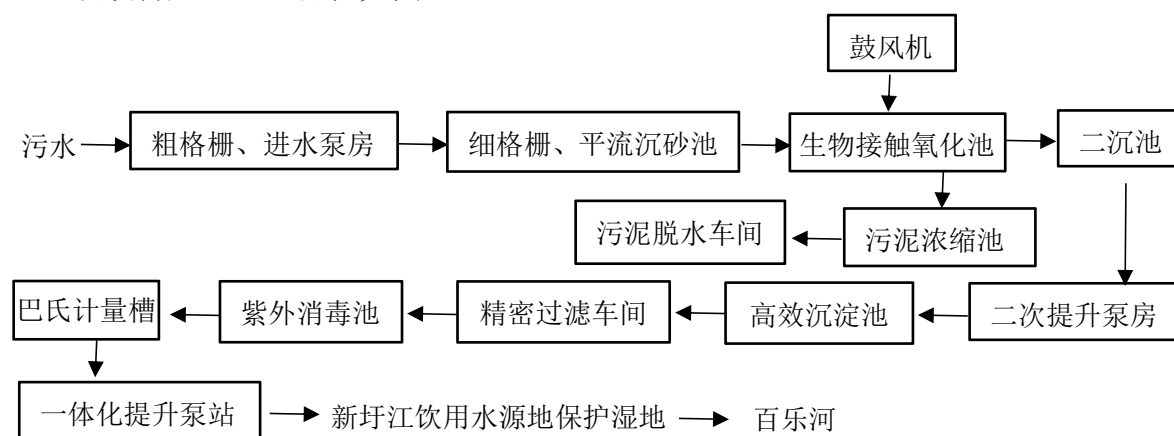 鼓风机
污水
粗格栅、进水泵房
细格栅、平流沉砂池
生物接触氧化池
二沉池
污泥脱水车间
污泥浓缩池
巴氏计量槽
紫外消毒池
精密过滤车间
高效沉淀池
二次提升泵房
一体化提升泵站
新圩江饮用水源地保护湿地
百乐河